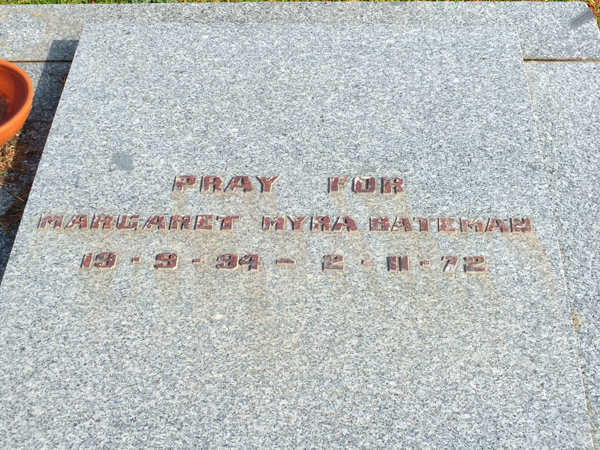 PRAY FOR
MARGARET MYRA BATEMAN
19 - 9 - 94 - 2 - 11 - 72